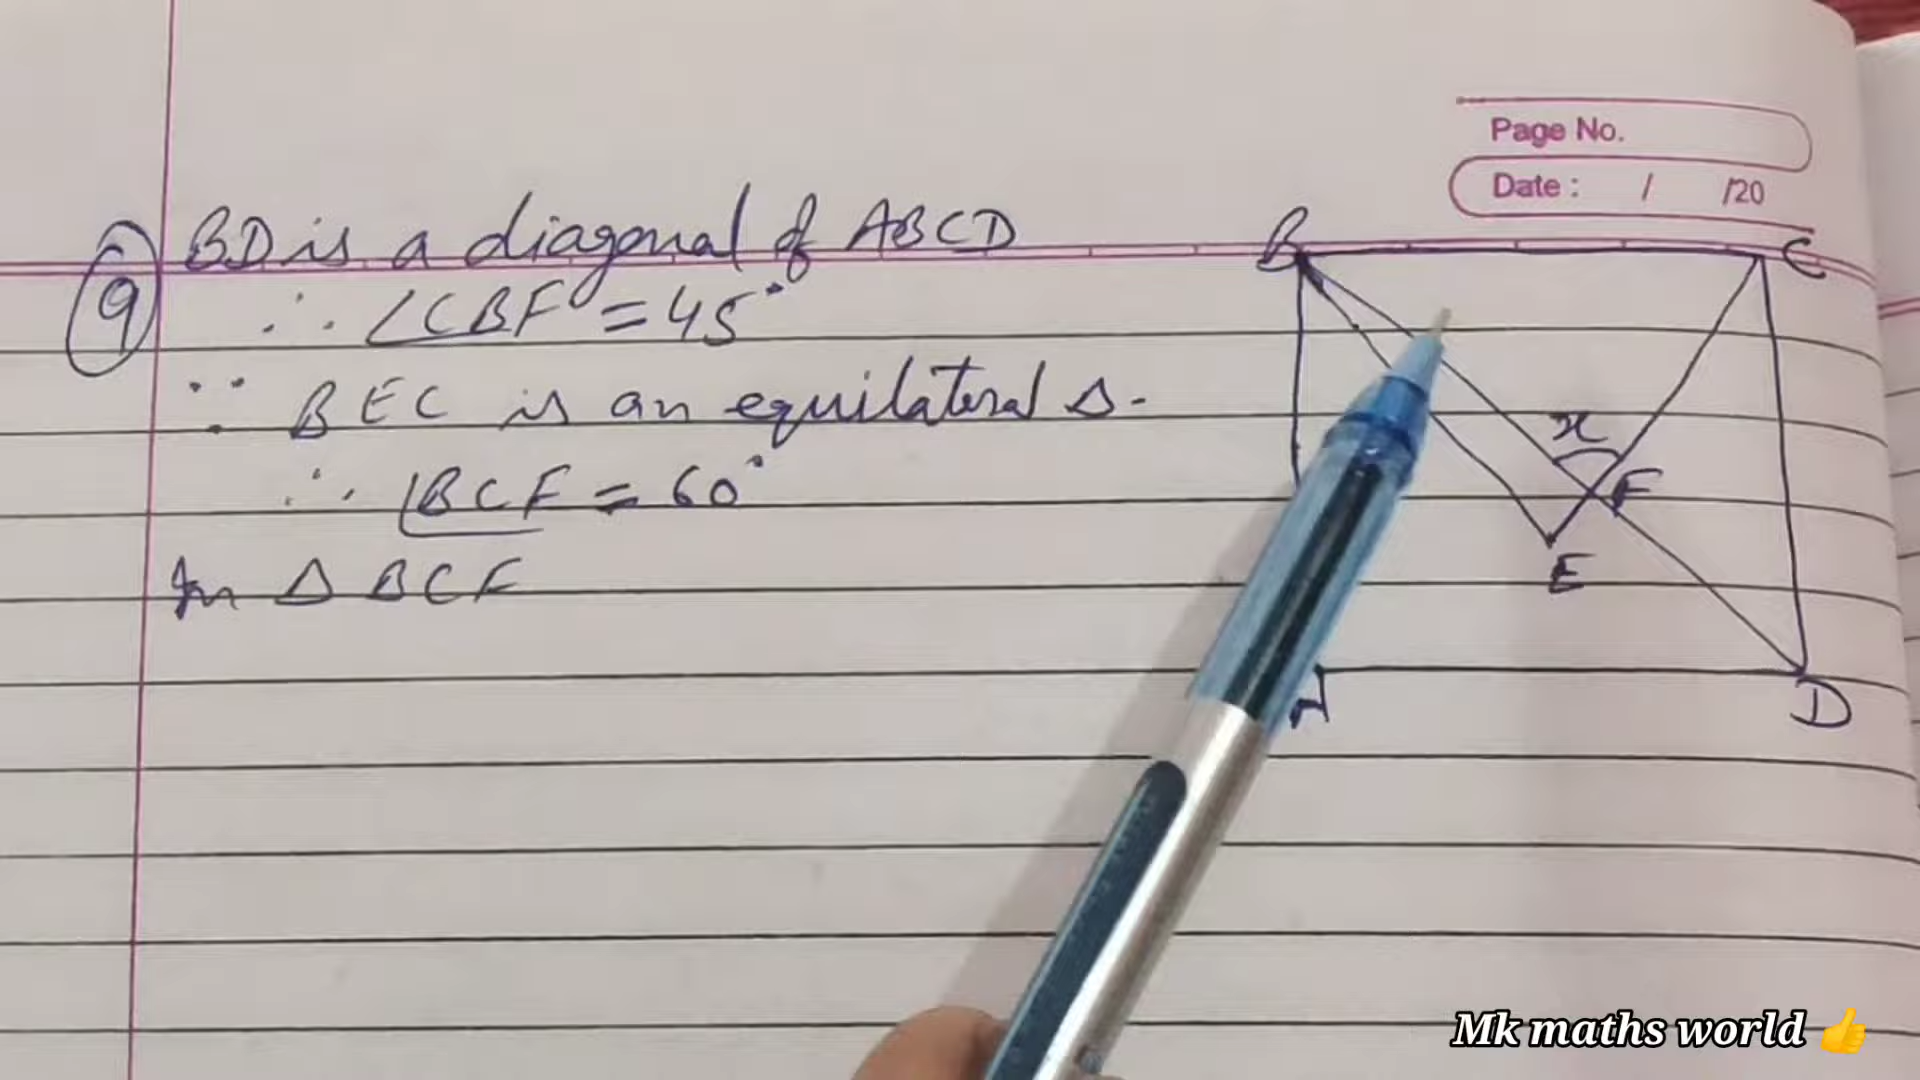 Page No.
Date : / /20
9
BD is a diagonal of ABCD
∴ ∠CBF = 45°
∵ BEC is an equilateral Δ.
∴ ∠BCF = 60°
In Δ BCF
B
C
x
F
E
A
D
Mk maths world 👍